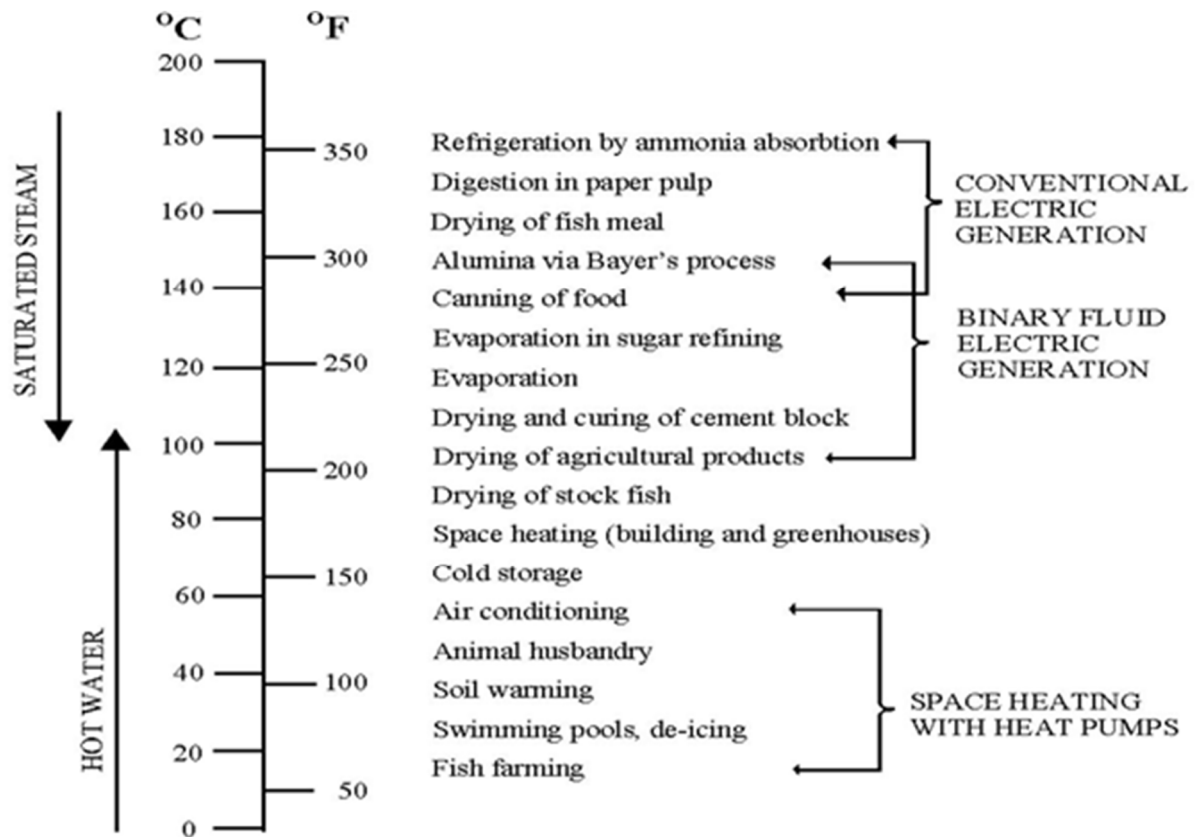 °C °F
200
180
350
160
300
140
120
250
100
200
80
150
60
40
100
20
50
0
SATURATED STEAM
HOT WATER
Refrigeration by ammonia absorbtion
Digestion in paper pulp
Drying of fish meal
Alumina via Bayer’s process
Canning of food
Evaporation in sugar refining
Evaporation
Drying and curing of cement block
Drying of agricultural products
Drying of stock fish
Space heating (building and greenhouses)
Cold storage
Air conditioning
Animal husbandry
Soil warming
Swimming pools, de-icing
Fish farming
CONVENTIONAL
ELECTRIC
GENERATION
BINARY FLUID
ELECTRIC
GENERATION
SPACE HEATING
WITH HEAT PUMPS